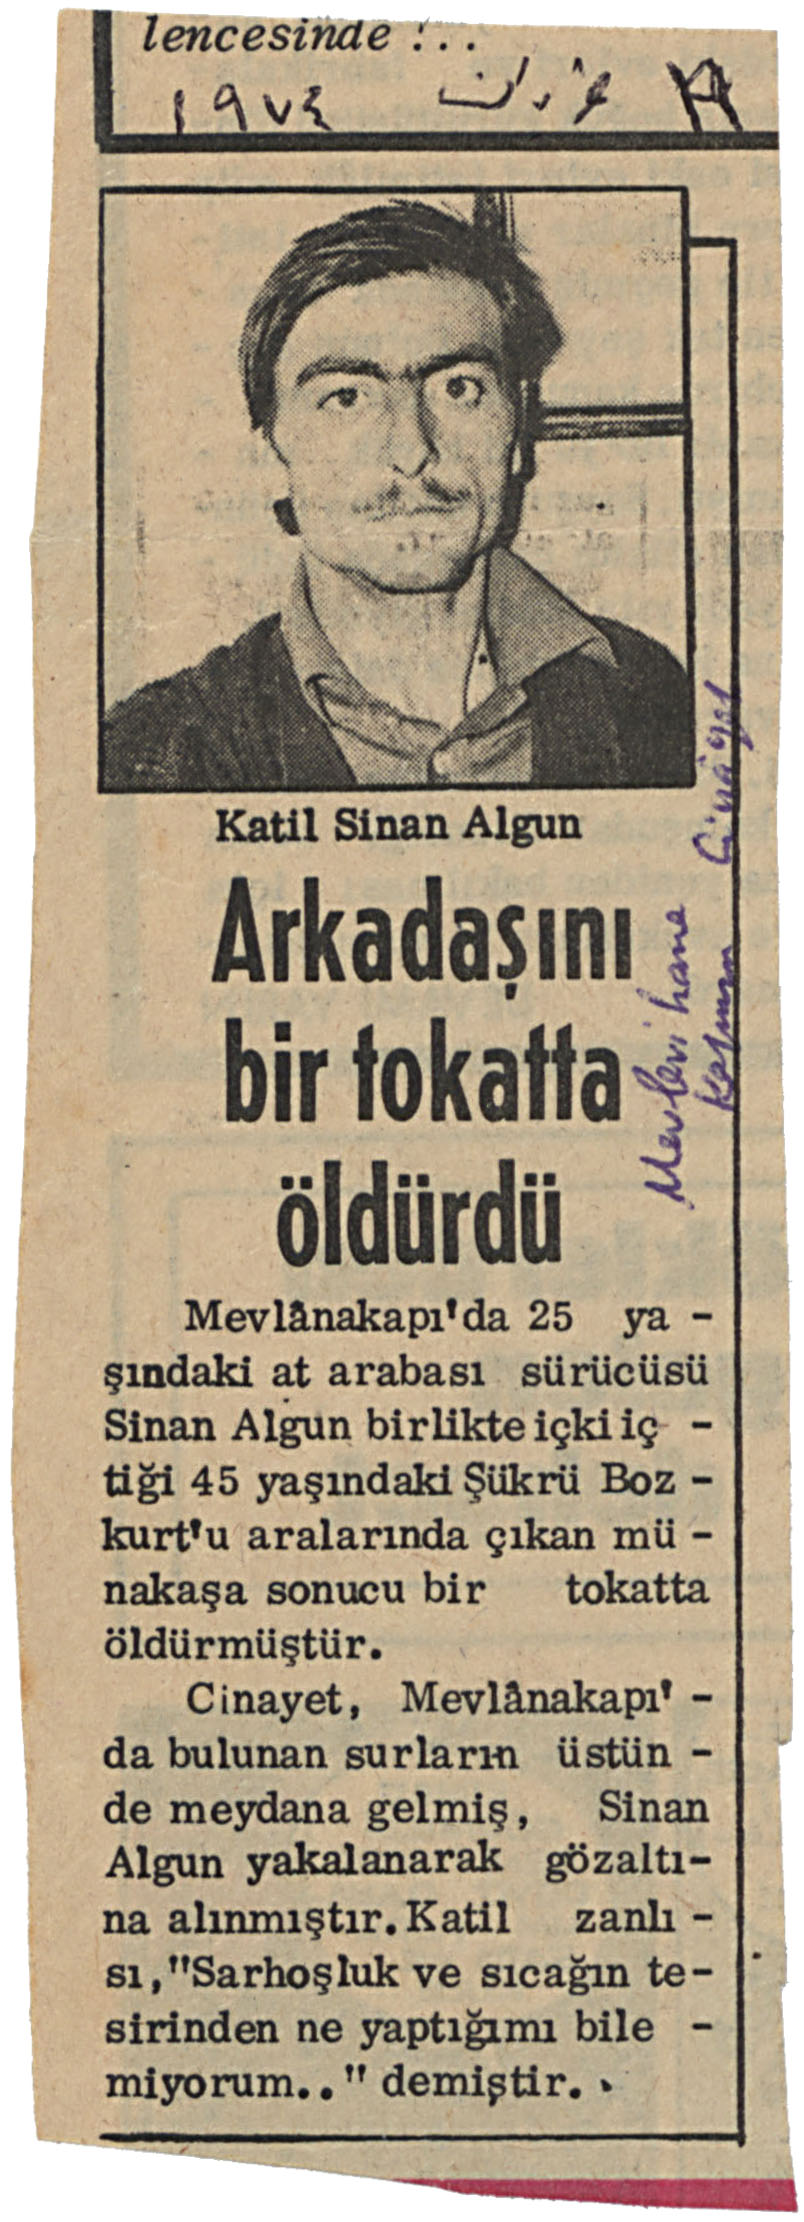 lencesinde !..
١٩٧٤
Katil Sinan Algun
Arkadaşını
bir tokatta
öldürdü
Mevlevihane
Mevlânakapı'da 25 ya -
şındaki at arabası sürücüsü
Sinan Algun birlikte içki iç -
tiği 45 yaşındaki Şükrü Boz -
kurt'u aralarında çıkan mü -
nakaşa sonucu bir tokatta
öldürmüştür.
Cinayet, Mevlânakapı' -
da bulunan surların üstün -
de meydana gelmiş, Sinan
Algun yakalanarak gözaltı-
na alınmıştır. Katil zanlı -
sı,"Sarhoşluk ve sıcağın te-
sirinden ne yaptığımı bile -
miyorum.." demiştir.